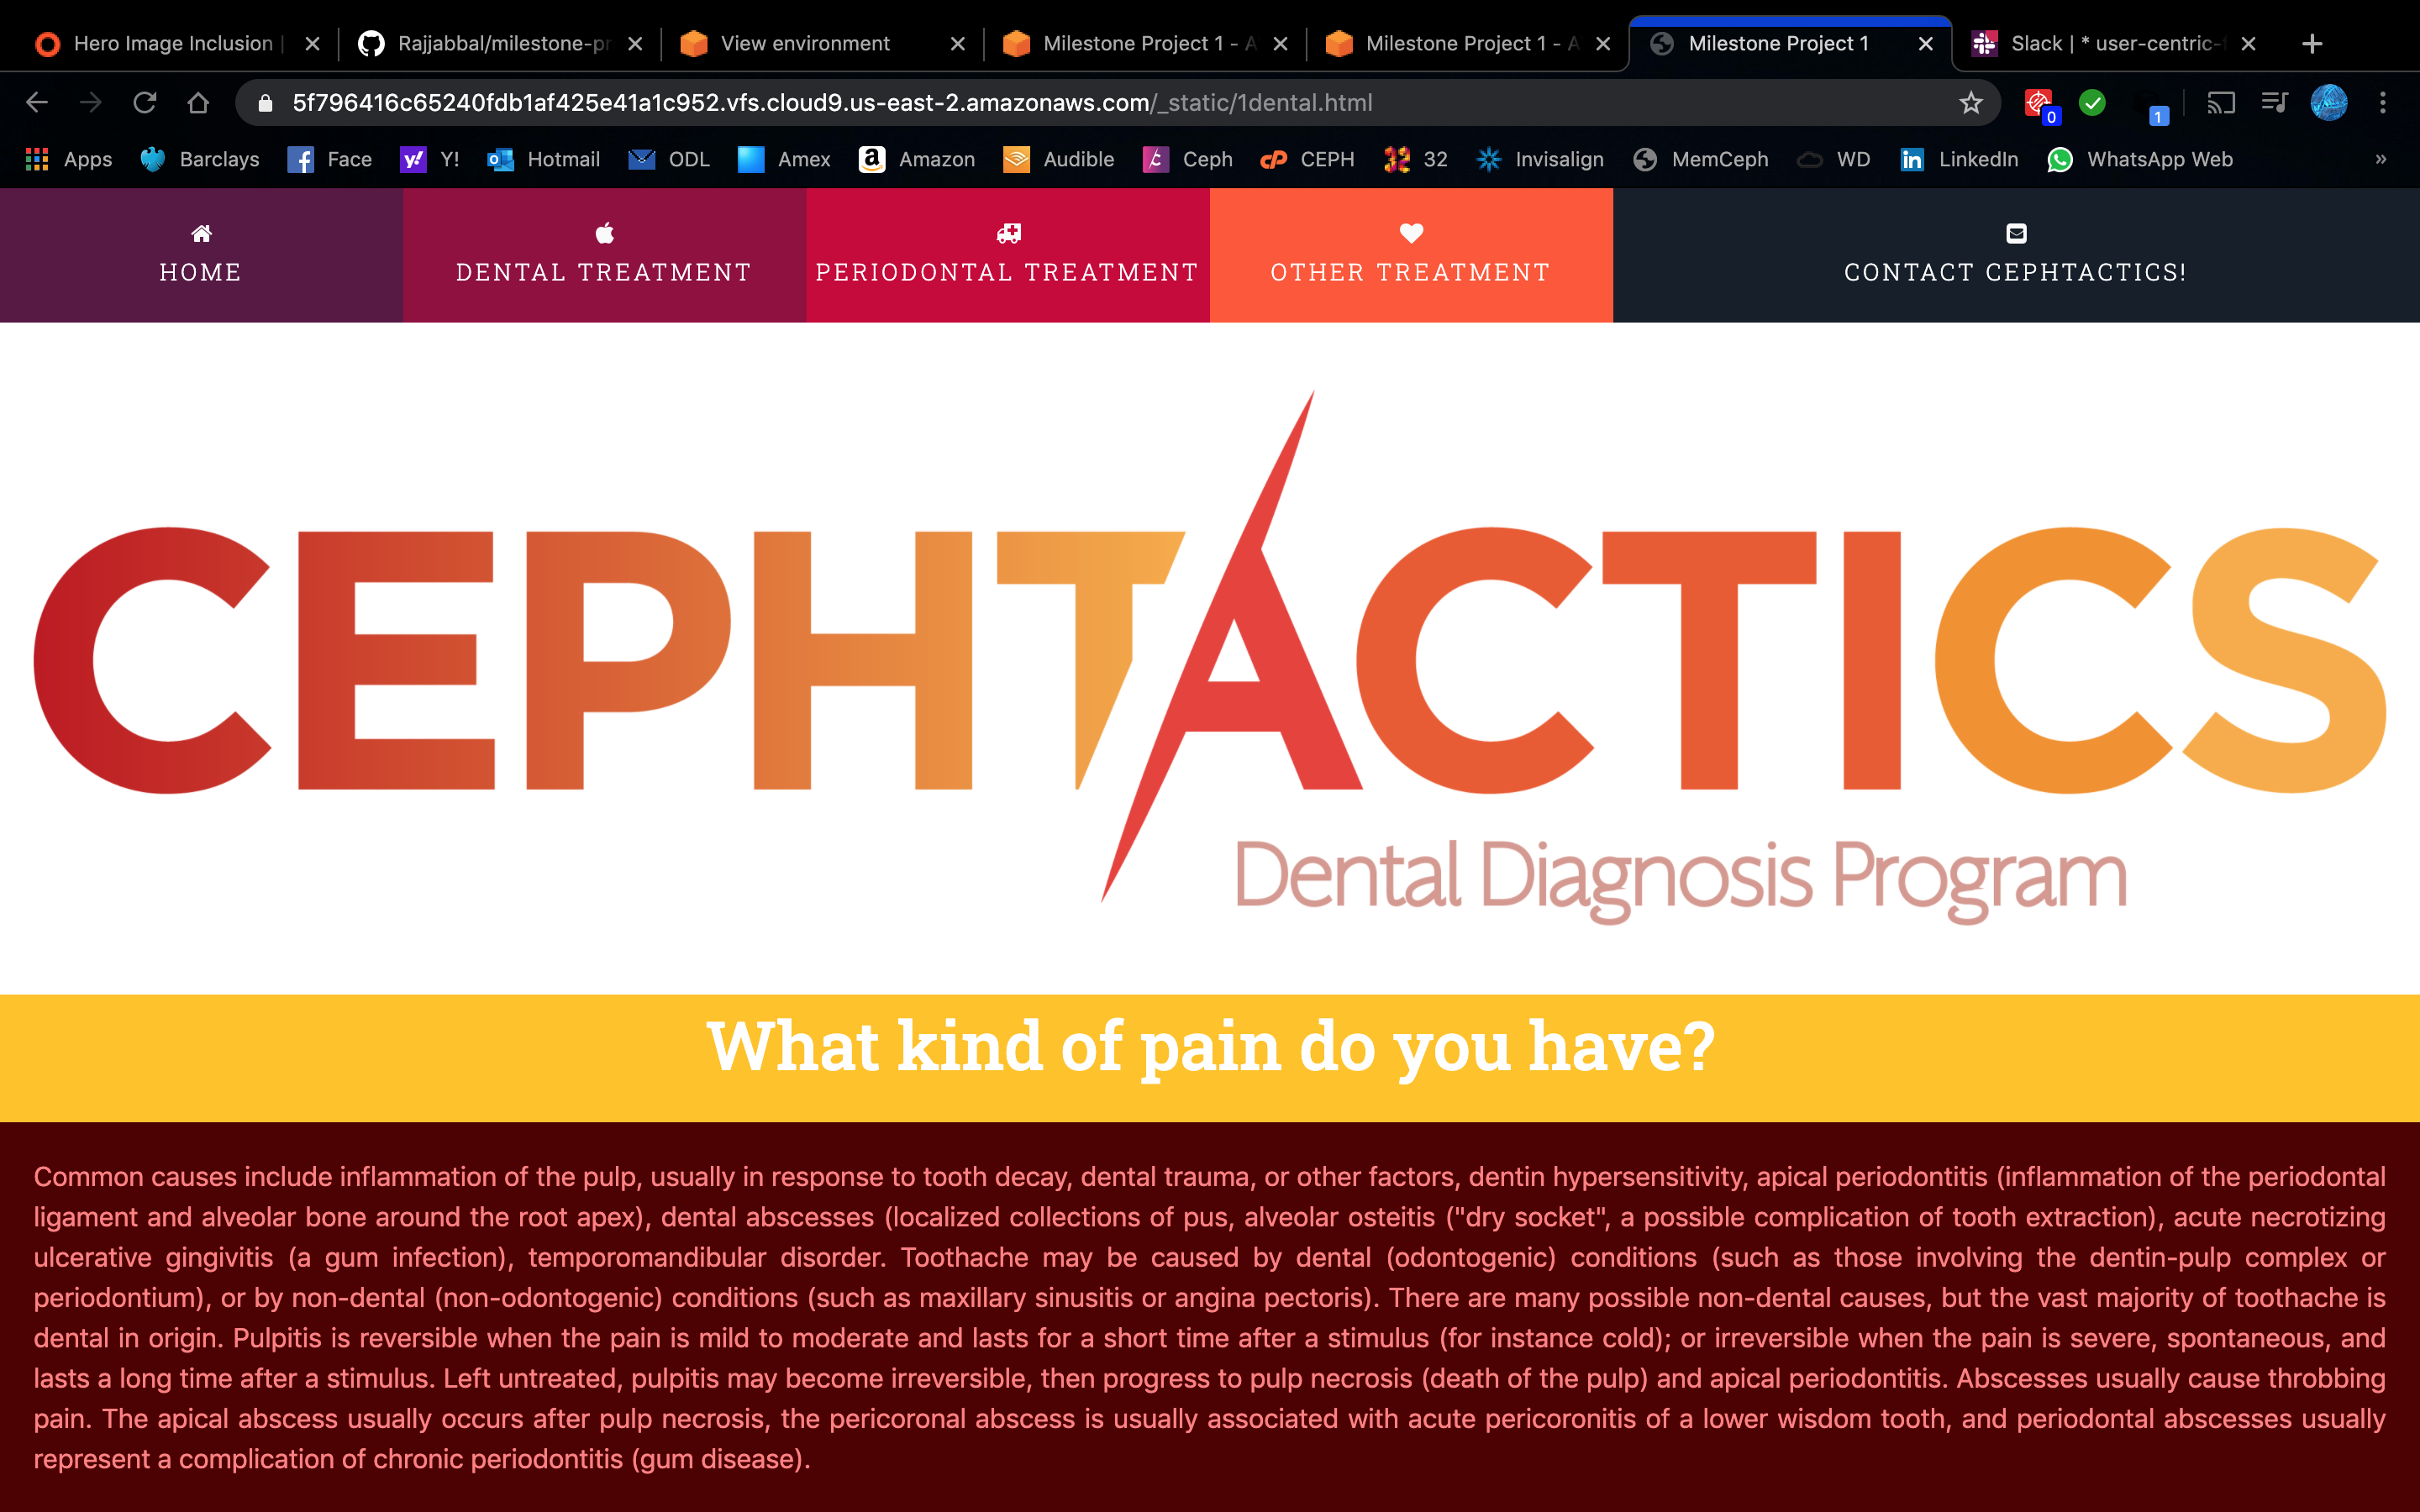 Hero Image Inclusion |
Rajjabbal/milestone-pr
View environment
Milestone Project 1 - A
Milestone Project 1 - A
Milestone Project 1
Slack | * user-centric-f
5f796416c65240fdb1af425e41a1c952.vfs.cloud9.us-east-2.amazonaws.com/_static/1dental.html
0
1
Apps
Barclays
Face
Y!
Hotmail
ODL
Amex
Amazon
Audible
Ceph
CEPH
32
Invisalign
MemCeph
WD
LinkedIn
WhatsApp Web
»
HOME
DENTAL TREATMENT
PERIODONTAL TREATMENT
OTHER TREATMENT
CONTACT CEPHTACTICS!
CEPHTACTICS
Dental Diagnosis Program
What kind of pain do you have?
Common causes include inflammation of the pulp, usually in response to tooth decay, dental trauma, or other factors, dentin hypersensitivity, apical periodontitis (inflammation of the periodontal
ligament and alveolar bone around the root apex), dental abscesses (localized collections of pus, alveolar osteitis ("dry socket", a possible complication of tooth extraction), acute necrotizing
ulcerative gingivitis (a gum infection), temporomandibular disorder. Toothache may be caused by dental (odontogenic) conditions (such as those involving the dentin-pulp complex or
periodontium), or by non-dental (non-odontogenic) conditions (such as maxillary sinusitis or angina pectoris). There are many possible non-dental causes, but the vast majority of toothache is
dental in origin. Pulpitis is reversible when the pain is mild to moderate and lasts for a short time after a stimulus (for instance cold); or irreversible when the pain is severe, spontaneous, and
lasts a long time after a stimulus. Left untreated, pulpitis may become irreversible, then progress to pulp necrosis (death of the pulp) and apical periodontitis. Abscesses usually cause throbbing
pain. The apical abscess usually occurs after pulp necrosis, the pericoronal abscess is usually associated with acute pericoronitis of a lower wisdom tooth, and periodontal abscesses usually
represent a complication of chronic periodontitis (gum disease).